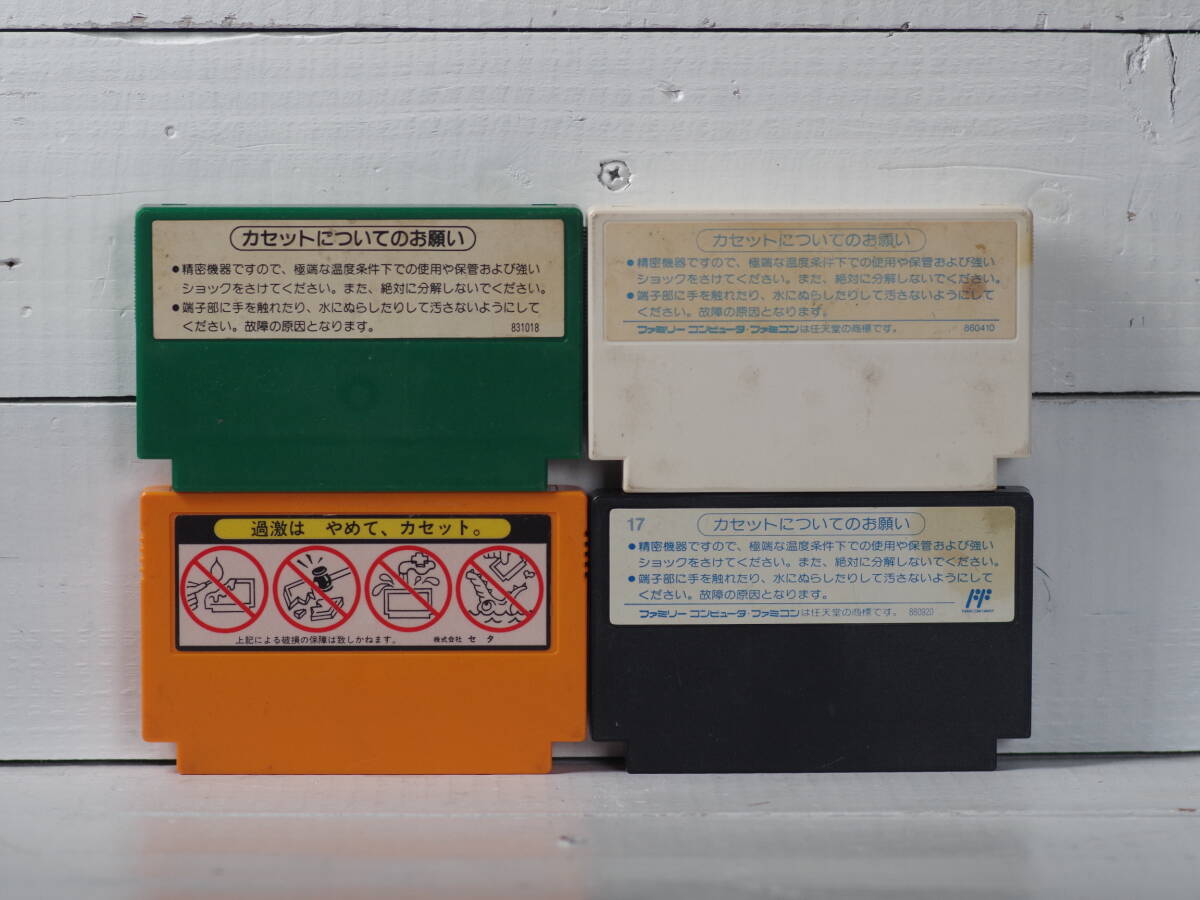 カセットについてのお願い
●精密機器ですので、極端な温度条件下での使用や保管および強い
ショックをさけてください。また、絶対に分解しないでください。
●端子部に手を触れたり、水にぬらしたりして汚さないようにして
ください。故障の原因となります。
831018
カセットについてのお願い
●精密機器ですので、極端な温度条件下での使用や保管および強い
ショックをさけてください。また、絶対に分解しないでください。
●端子部に手を触れたり、水にぬらしたりして汚さないようにして
ください。故障の原因となります。
ファミリーコンピュータ・ファミコンは任天堂の商標です。 860410
過激は やめて、カセット。
上記による破損の保障は致しかねます。 株式会社 セタ
17
カセットについてのお願い
●精密機器ですので、極端な温度条件下での使用や保管および強い
ショックをさけてください。また、絶対に分解しないでください。
●端子部に手を触れたり、水にぬらしたりして汚さないようにして
ください。故障の原因となります。
ファミリーコンピュータ・ファミコンは任天堂の商標です。 860920